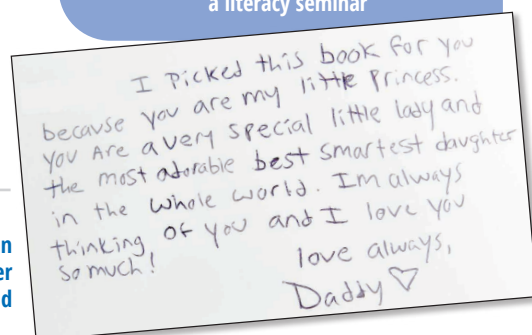 a literacy seminar
I Picked this book for you
because you are my little Princess.
you Are a very special little lady and
the most adorable best smartest daughter
in the whole world. Im always
thinking of you and I love you
so much!
love always,
Daddy ♡
n
er
d